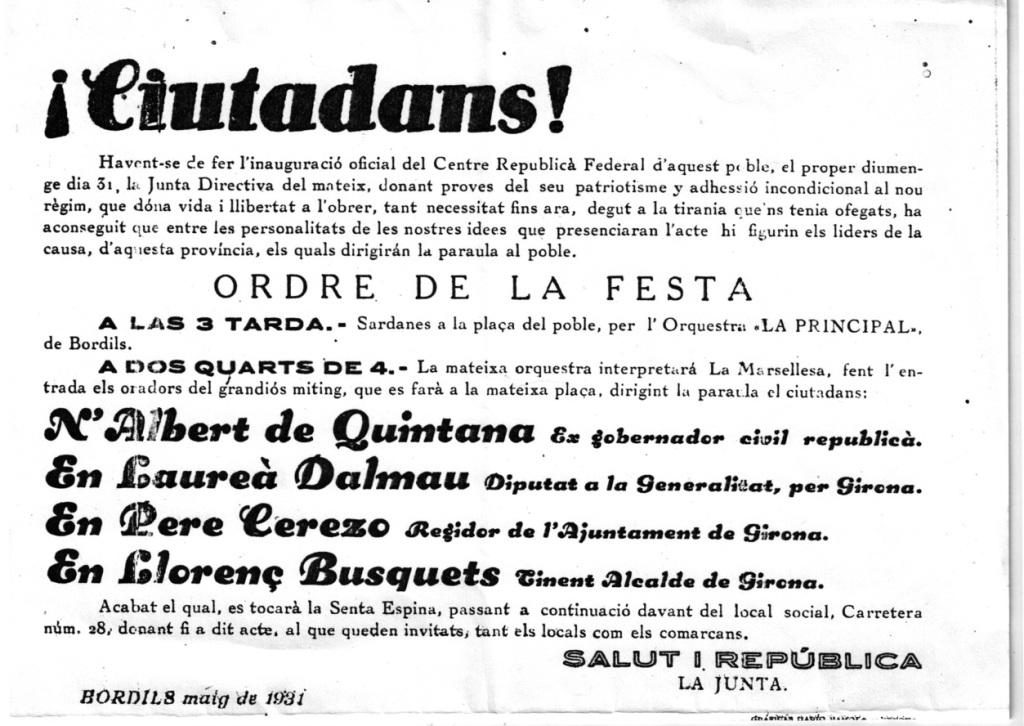 ¡Ciutadans!
Havent-se de fer l'inauguració oficial del Centre Republicà Federal d'aquest poble, el proper diumen-
ge dia 31, la Junta Directiva del mateix, donant proves del seu patriotisme y adhessió incondicional al nou
règim, que dóna vida i llibertat a l'obrer, tant necessitat fins ara, degut a la tirania que'ns tenia ofegats, ha
aconseguit que entre les personalitats de les nostres idees que presenciaran l'acte hi figurin els liders de la
causa, d'aquesta província, els quals dirigirán la paraula al poble.
ORDRE DE LA FESTA
A LAS 3 TARDA.- Sardanes a la plaça del poble, per l'Orquestra «LA PRINCIPAL»,
de Bordils.
A DOS QUARTS DE 4.- La mateixa orquestra interpretará La Marsellesa, fent l'en-
trada els oradors del grandiós miting, que es farà a la mateixa plaça, dirigint la paraula el ciutadans:
N'Albert de Quintana Ex gobernador civil republicà.
En Laureà Dalmau Diputat a la Generalitat, per Girona.
En Pere Cerezo Regidor de l'Ajuntament de Girona.
En Llorenç Busquets Tinent Alcalde de Girona.
Acabat el qual, es tocarà la Senta Espina, passant a continuació davant del local social, Carretera
núm. 28, donant fi a dit acte, al que queden invitats, tant els locals com els comarcans.
SALUT I REPÚBLICA
LA JUNTA.
BORDILS maig de 1931